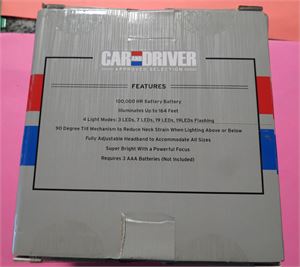 CAR AND DRIVER
APPROVED SELECTION
FEATURES
100,000 HR Battery Battery
Illuminates Up to 164 Feet
4 Light Modes: 3 LEDs, 7 LEDs, 19 LEDs, 19LEDs Flashing
90 Degree Tilt Mechanism to Reduce Neck Strain When Lighting Above or Below
Fully Adjustable Headband to Accommodate All Sizes
Super Bright With a Powerful Focus
Requires 3 AAA Batteries (Not Included)